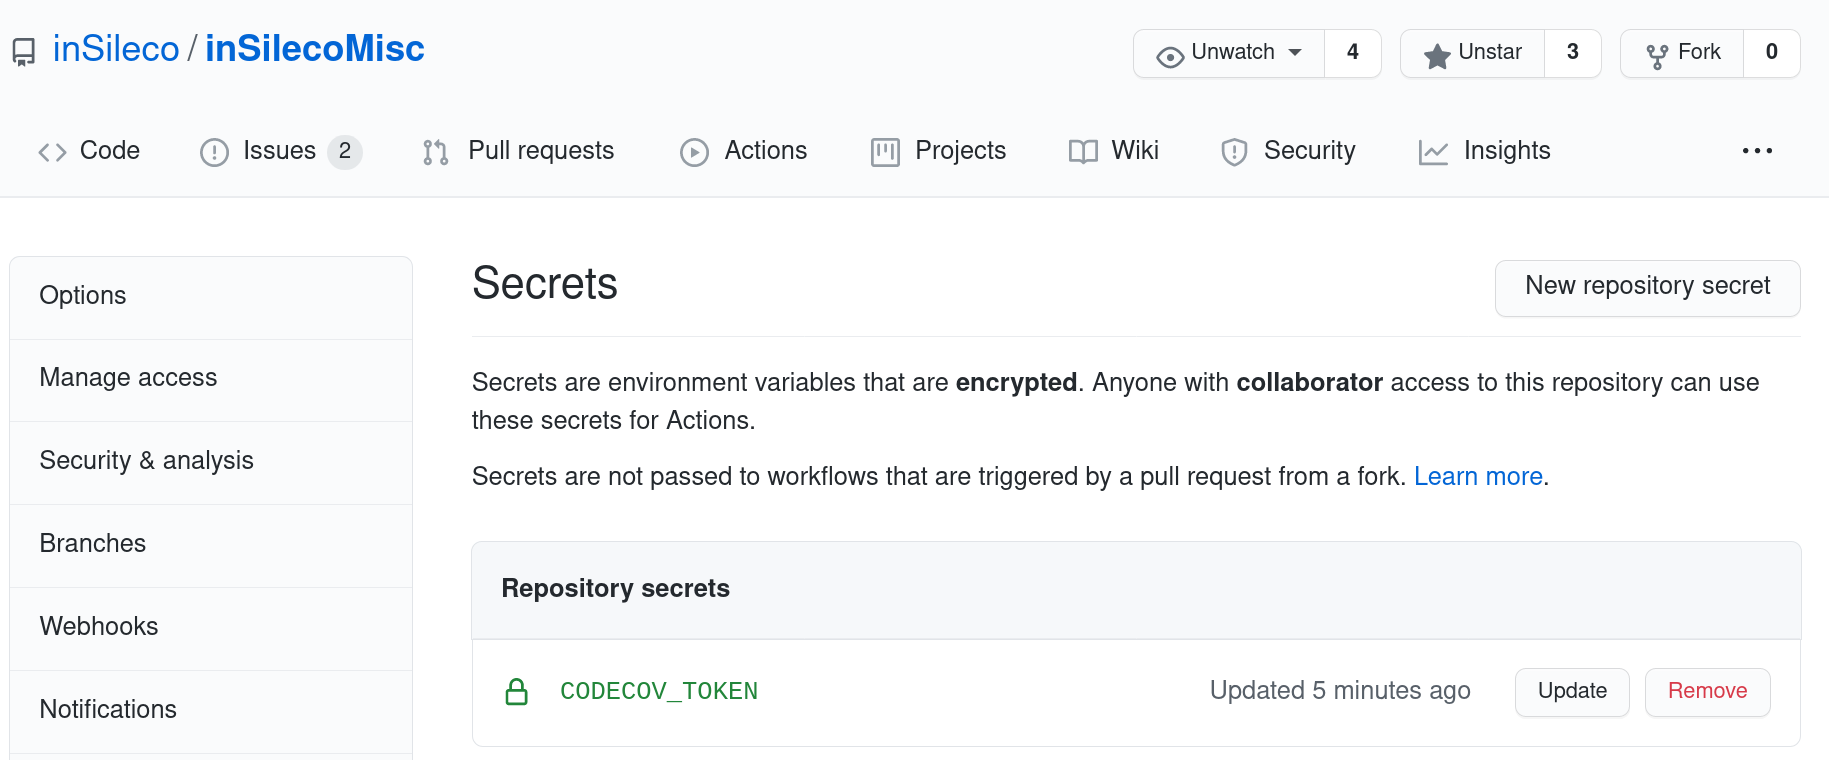 inSileco / inSilecoMisc
Unwatch 4 Unstar 3 Fork 0
Code Issues 2 Pull requests Actions Projects Wiki Security Insights
Options
Manage access
Security & analysis
Branches
Webhooks
Notifications
Secrets
New repository secret
Secrets are environment variables that are encrypted. Anyone with collaborator access to this repository can use
these secrets for Actions.
Secrets are not passed to workflows that are triggered by a pull request from a fork. Learn more.
Repository secrets
CODECOV_TOKEN Updated 5 minutes ago Update Remove